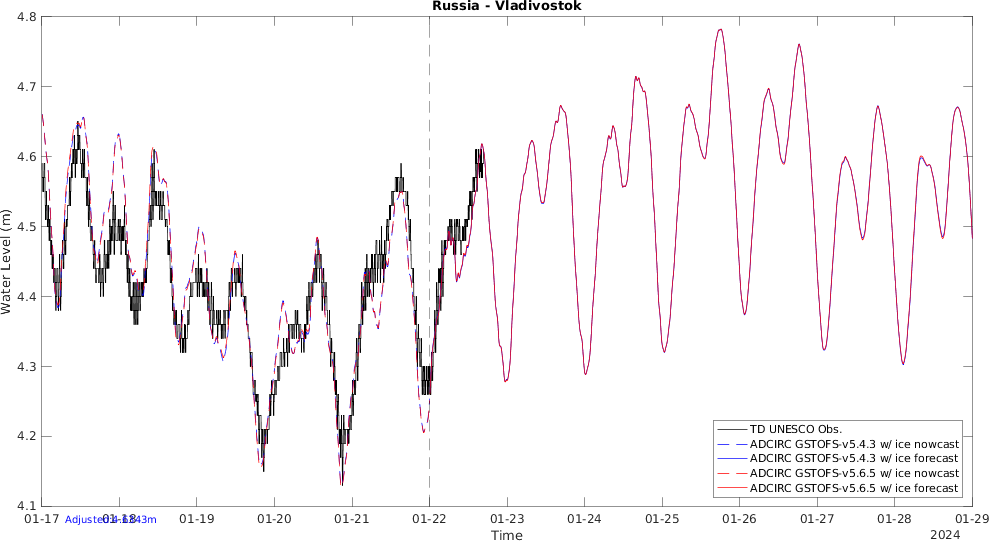 Russia - Vladivostok
4.8
4.7
4.6
4.5
4.4
4.3
4.2
4.1
Water Level (m)
TD UNESCO Obs.
ADCIRC GSTOFS-v5.4.3 w/ ice nowcast
ADCIRC GSTOFS-v5.4.3 w/ ice forecast
ADCIRC GSTOFS-v5.6.5 w/ ice nowcast
ADCIRC GSTOFS-v5.6.5 w/ ice forecast
01-17 01-18 01-19 01-20 01-21 01-22 01-23 01-24 01-25 01-26 01-27 01-28 01-29
Time
2024